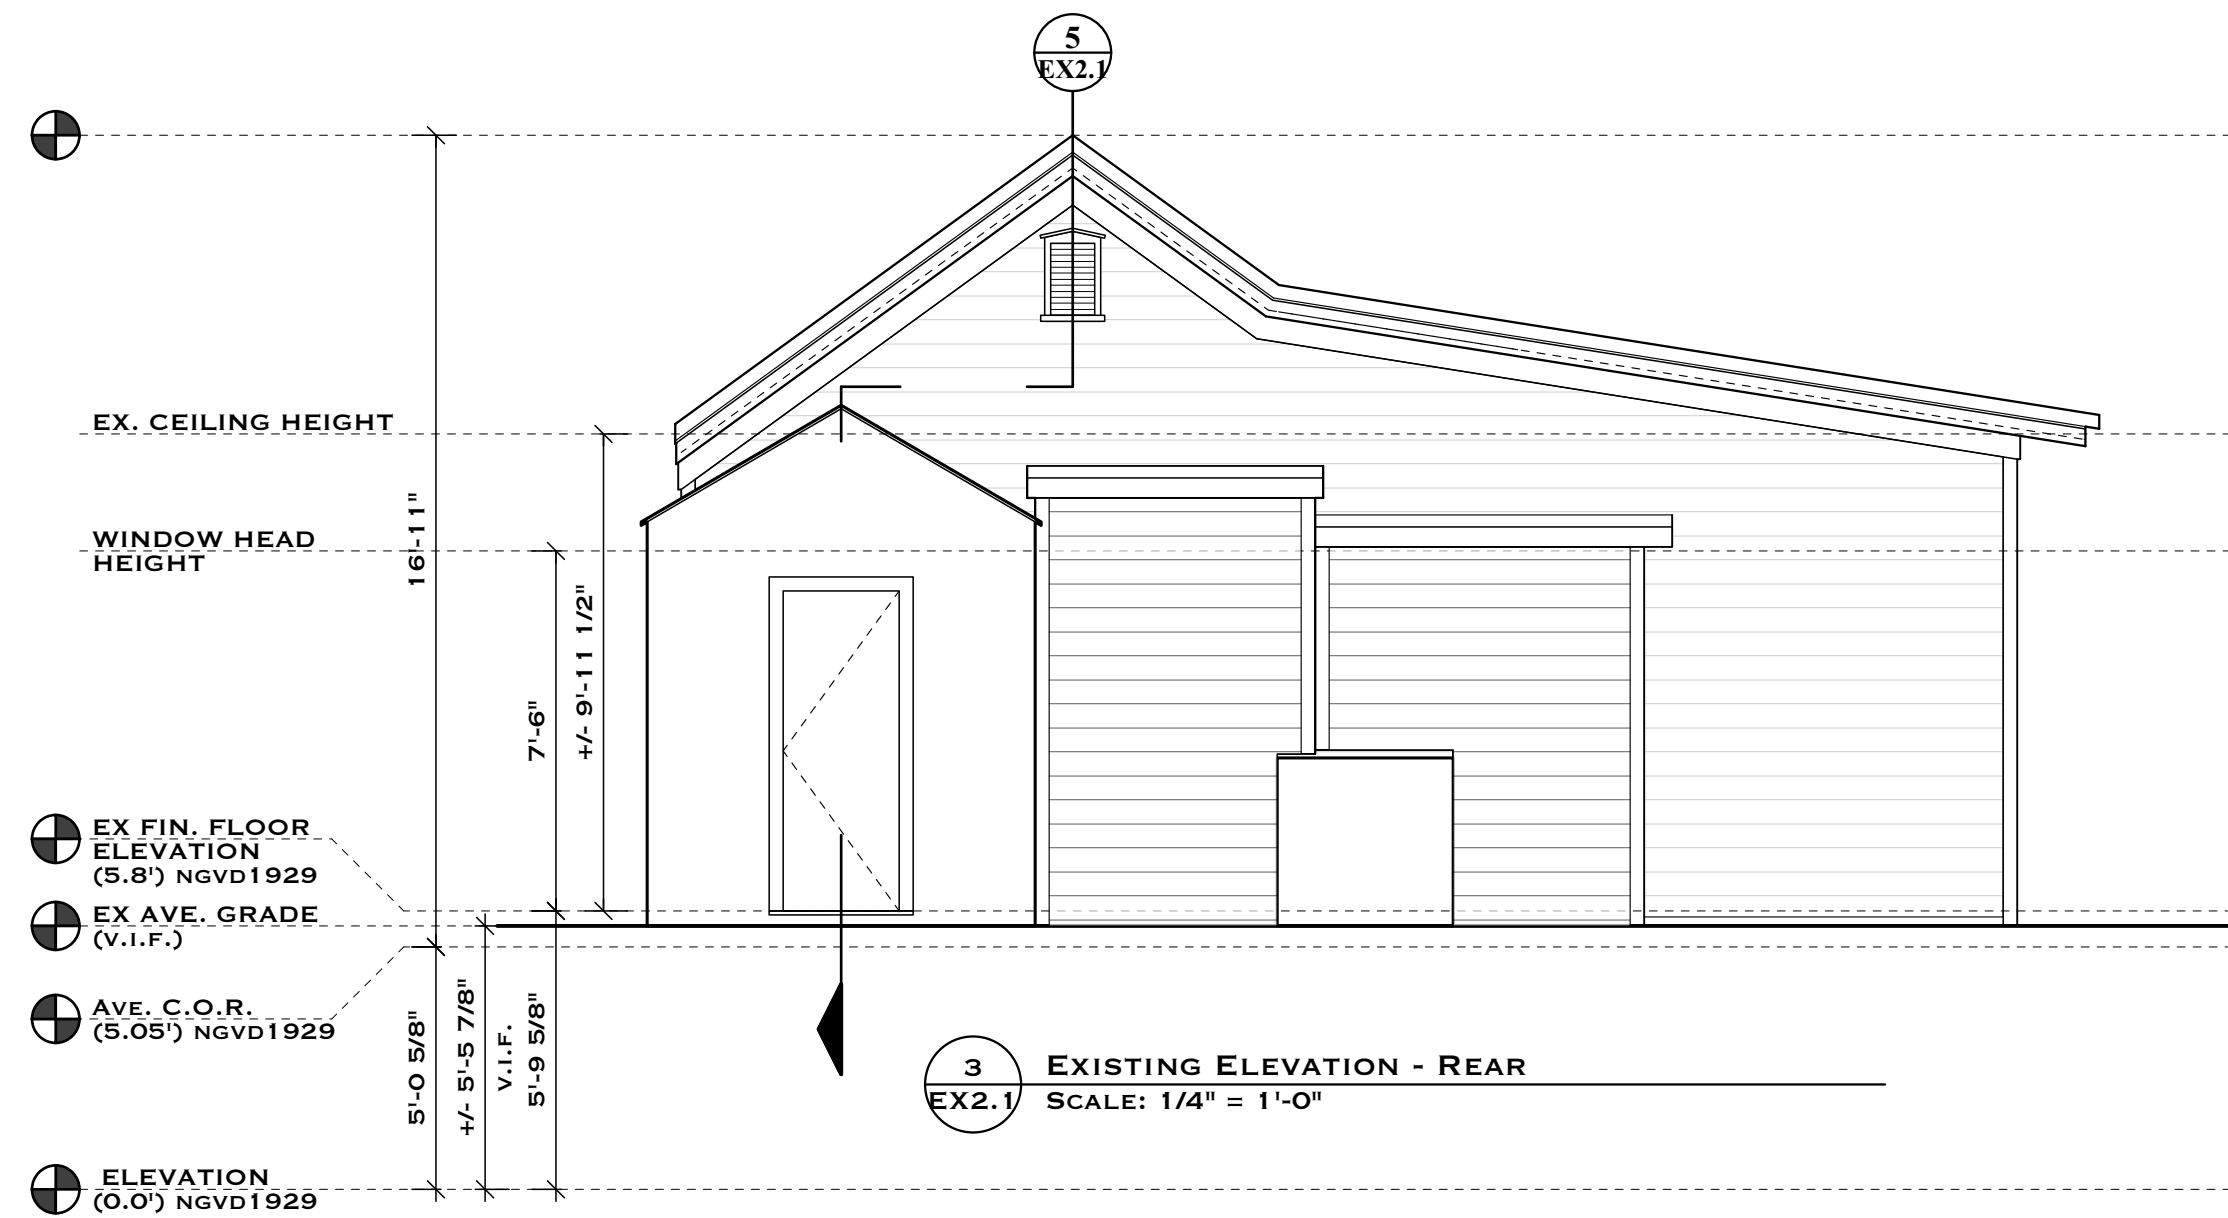 5
EX2.1
EX. CEILING HEIGHT
WINDOW HEAD
HEIGHT
16'-11"
7'-6"
+/- 9'-11 1/2"
EX FIN. FLOOR
ELEVATION
(5.8') NGVD1929
EX AVE. GRADE
(V.I.F.)
AVE. C.O.R.
(5.05') NGVD1929
5'-0 5/8"
+/- 5'-5 7/8"
V.I.F.
5'-9 5/8"
3
EX2.1
EXISTING ELEVATION - REAR
SCALE: 1/4" = 1'-0"
ELEVATION
(0.0') NGVD1929